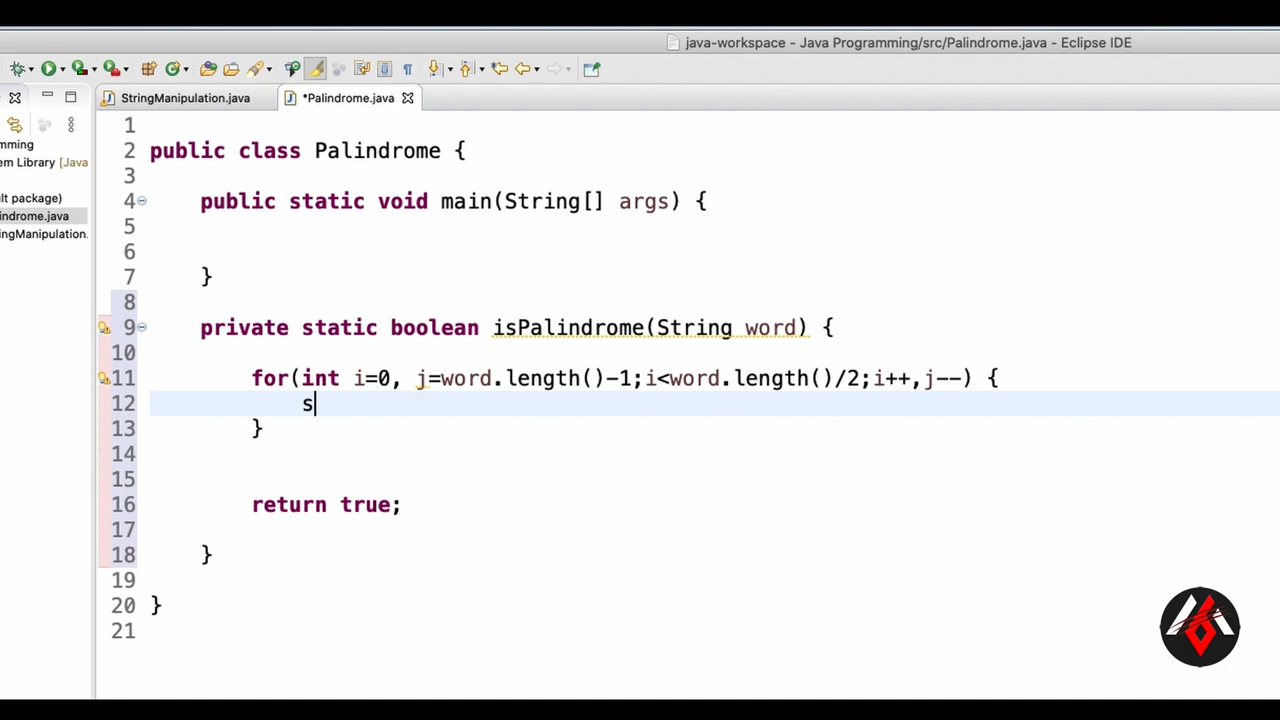 java-workspace - Java Programming/src/Palindrome.java - Eclipse IDE
StringManipulation.java
*Palindrome.java
mming
em Library [Java
lt package)
indrome.java
ingManipulation.
1
2 public class Palindrome {
3
4 public static void main(String[] args) {
5
6
7 }
8
9 private static boolean isPalindrome(String word) {
10
11 for(int i=0, j=word.length()-1;i<word.length()/2;i++,j--) {
12 s
13 }
14
15
16 return true;
17
18 }
19
20 }
21